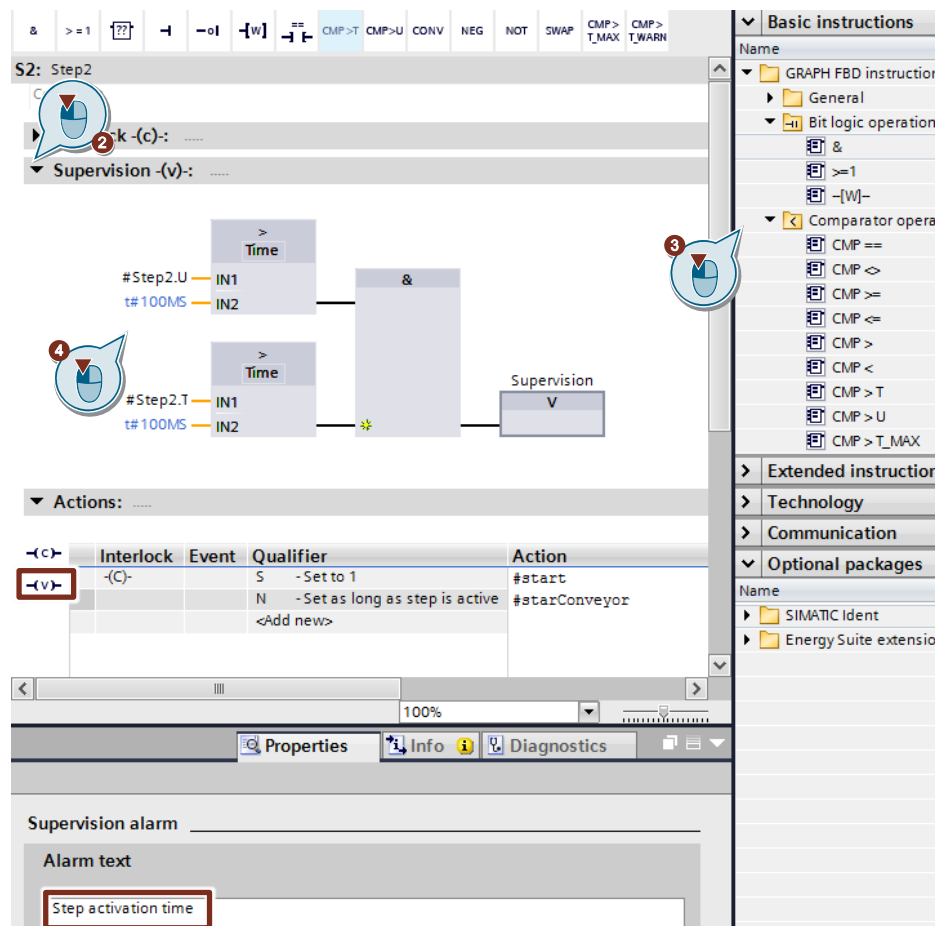 & >=1 ?? [W] == CMP>T CMP>U CONV NEG NOT SWAP CMP> T_MAX CMP> T_WARN
S2: Step2
2
ck -(c)-: .....
Supervision -(v)-: .....
>
Time
#Step2.U IN1
t#100MS IN2
&
3
4
>
Time
#Step2.T IN1
t#100MS IN2
Supervision
V
Actions: .....
(C)
(V)
Interlock Event Qualifier Action
-(C)- S - Set to 1 #start
N - Set as long as step is active #starConveyor
<Add new>
100%
Properties Info Diagnostics
Supervision alarm
Alarm text
Step activation time
Basic instructions
Name
GRAPH FBD instruction
General
Bit logic operation
&
>=1
-[W]-
Comparator opera
CMP ==
CMP <>
CMP >=
CMP <=
CMP >
CMP <
CMP >T
CMP >U
CMP >T_MAX
Extended instruction
Technology
Communication
Optional packages
Name
SIMATIC Ident
Energy Suite extensio